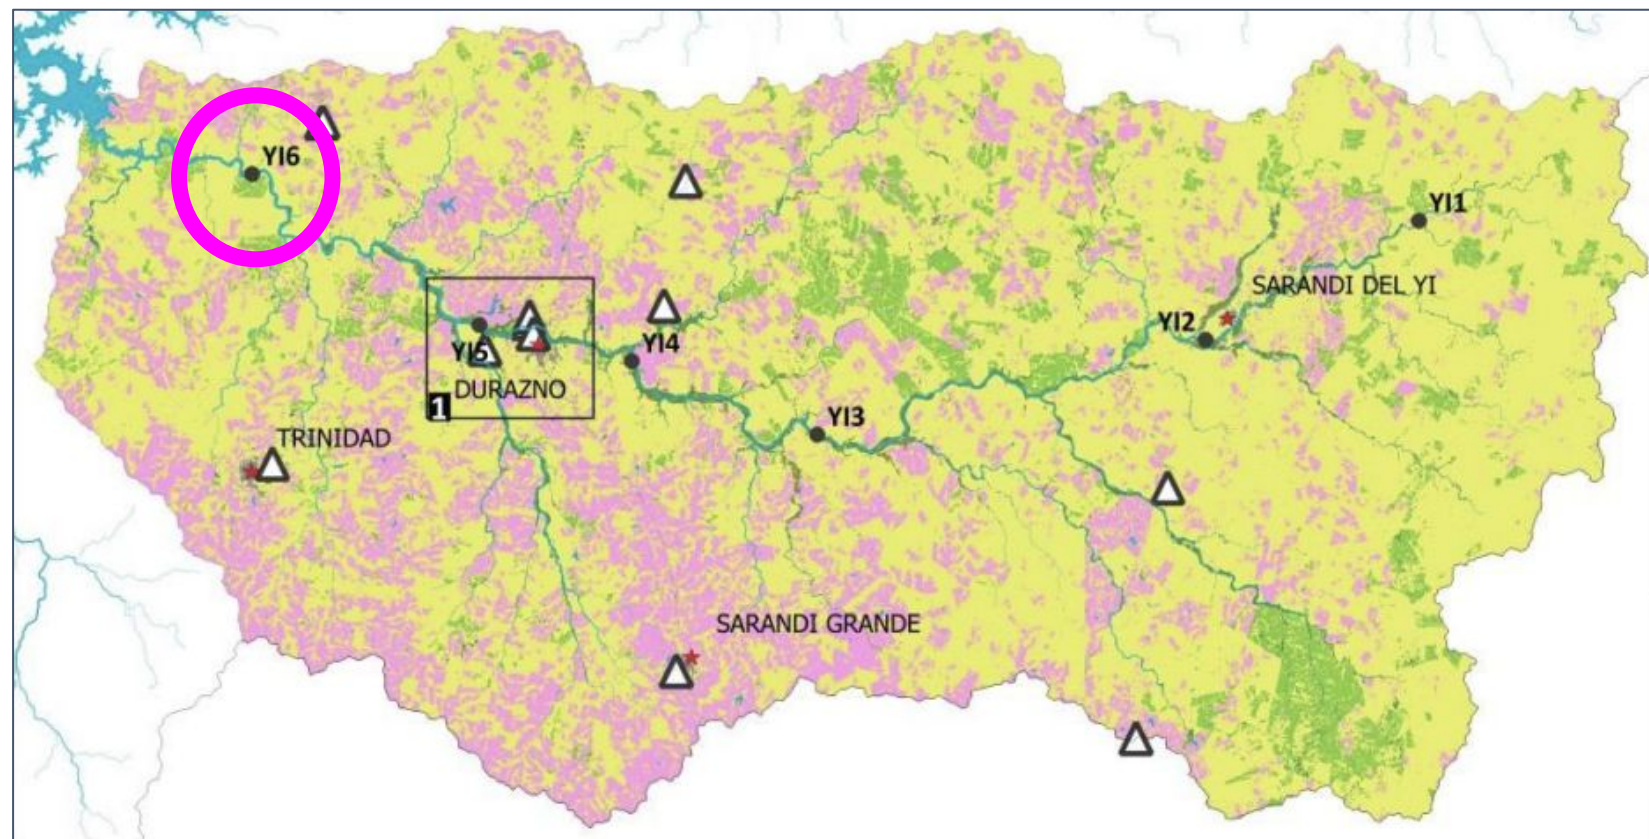 YI6
YI1
SARANDI DEL YI
YI2
YI4
YI5
DURAZNO
1
YI3
TRINIDAD
SARANDI GRANDE